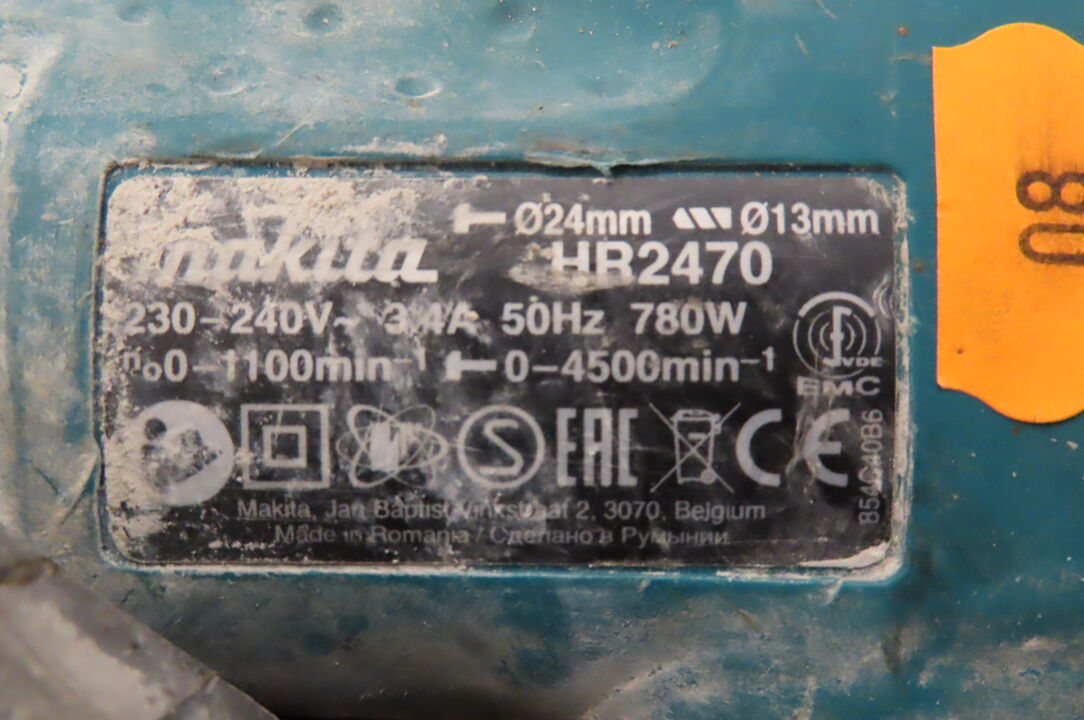 Ø24mm Ø13mm
makita HR2470
230-240V~ 3.4A 50Hz 780W
n₀0-1100min⁻¹ 0-4500min⁻¹
VDE
EMC
S EAC CE
Makita, Jan Baptist Vinkstraat 2, 3070, Belgium
Made in Romania / Сделано в Румынии
80